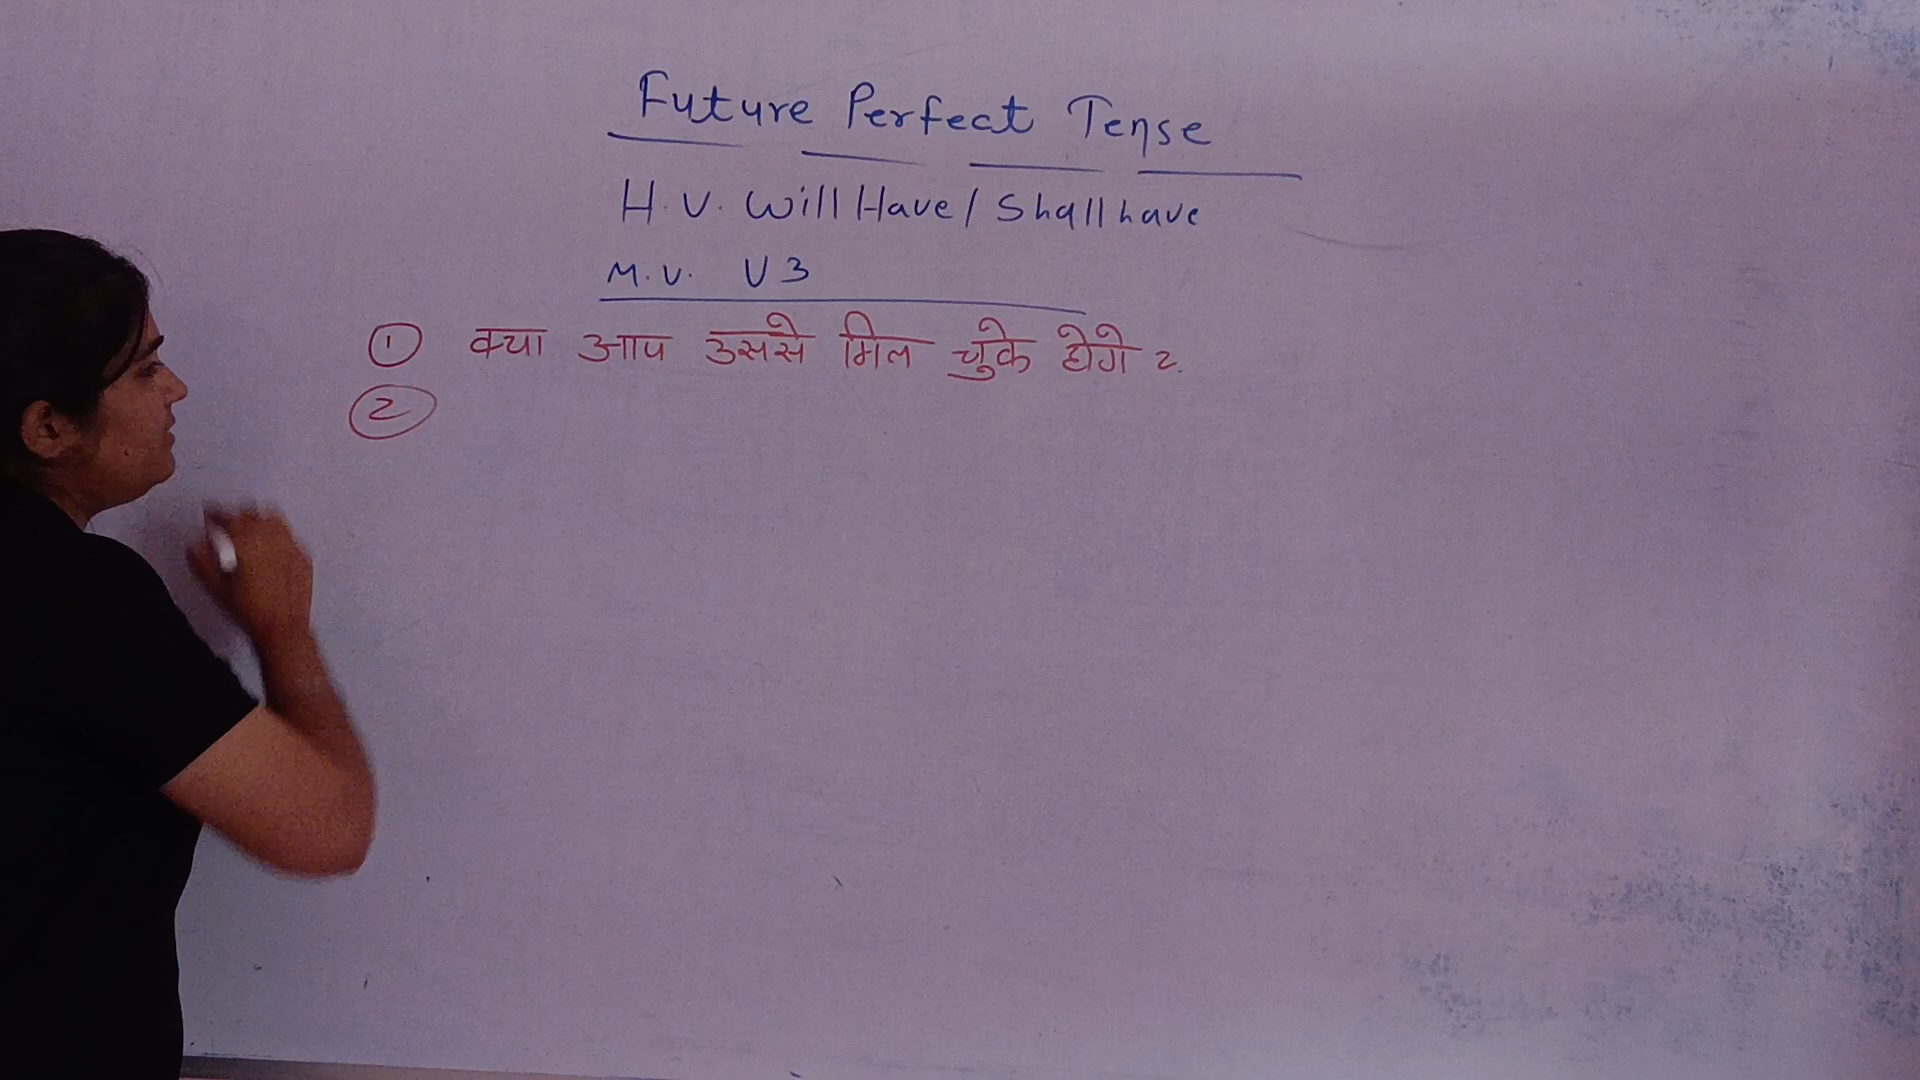 Future Perfect Tense
H.V. Will Have / Shall have
M.V. V3
① क्या आप उससे मिल चुके होगे ?
②